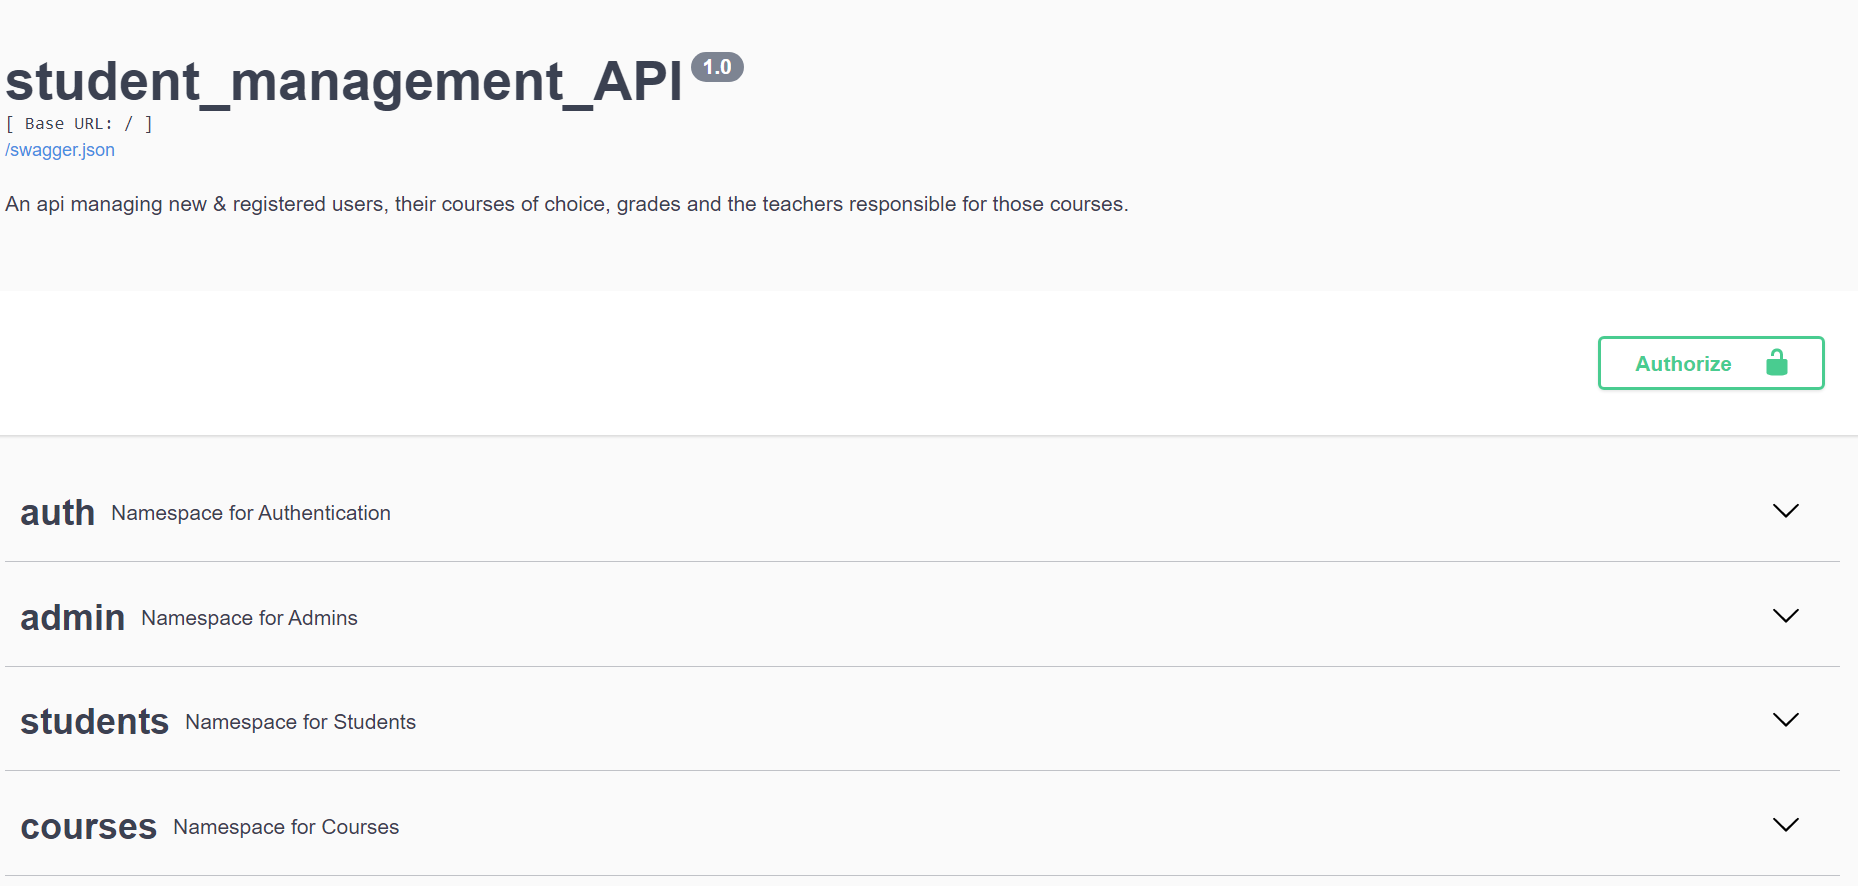 student_management_API 1.0
[ Base URL: / ]
/swagger.json
An api managing new & registered users, their courses of choice, grades and the teachers responsible for those courses.
Authorize
auth Namespace for Authentication
admin Namespace for Admins
students Namespace for Students
courses Namespace for Courses